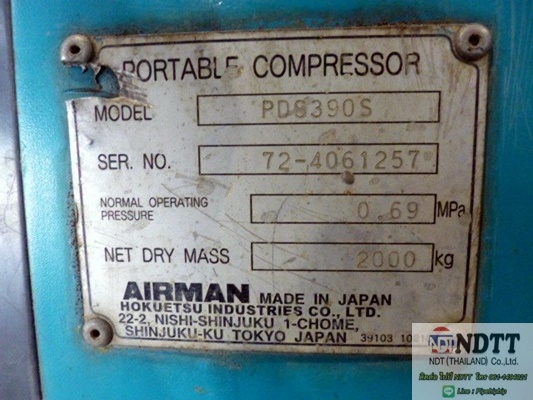 PORTABLE COMPRESSOR
MODEL PDS390S
SER. NO. 72-4061257
NORMAL OPERATING PRESSURE 0.69 MPa
NET DRY MASS 2000 kg
AIRMAN MADE IN JAPAN
HOKUETSU INDUSTRIES CO., LTD.
22-2, NISHI-SHINJUKU 1-CHOME,
SHINJUKU-KU TOKYO JAPAN 39103
NDTT
NDT (THAILAND) Co.,Ltd.